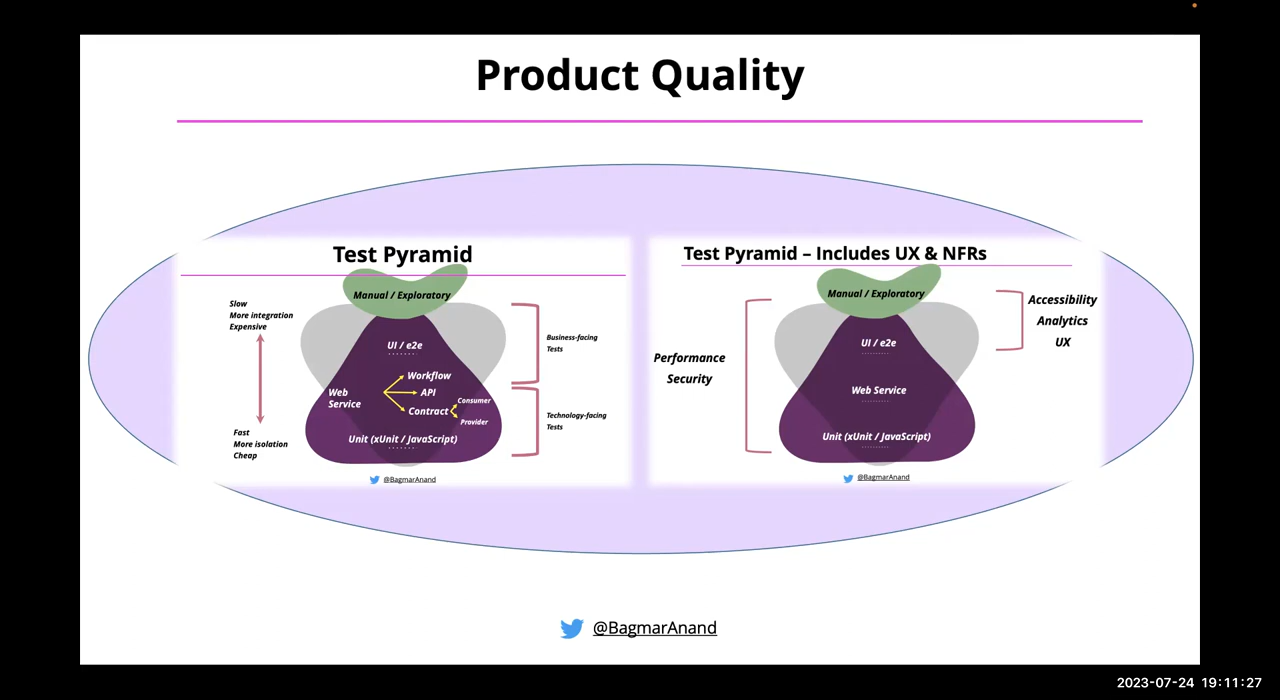 Product Quality
Test Pyramid
Manual / Exploratory
Slow
More integration
Expensive
UI / e2e
Business-facing
Tests
Workflow
Web
Service
API
Consumer
Contract
Provider
Technology-facing
Tests
Fast
More isolation
Cheap
Unit (xUnit / JavaScript)
@BagmarAnand
Test Pyramid – Includes UX & NFRs
Manual / Exploratory
Accessibility
Analytics
UX
UI / e2e
Performance
Security
Web Service
Unit (xUnit / JavaScript)
@BagmarAnand
@BagmarAnand
2023-07-24 19:11:27